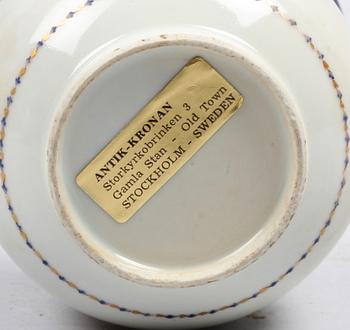 ANTIK-KRONAN
Storkyrkobrinken 3
Gamla Stan - Old Town
STOCKHOLM - SWEDEN